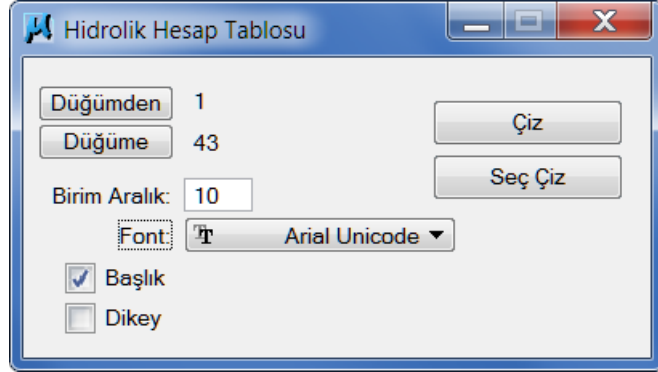 Hidrolik Hesap Tablosu
Düğümden 1
Çiz
Düğüme 43
Seç Çiz
Birim Aralık: 10
Font: Arial Unicode
Başlık
Dikey